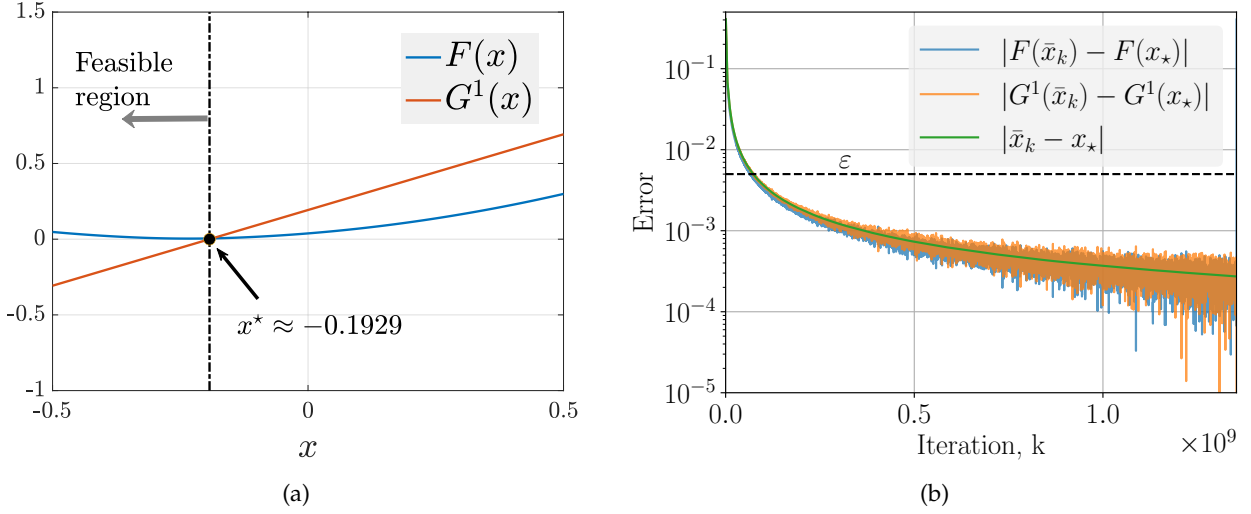 1.5
1
0.5
0
-0.5
-1
-0.5
0
0.5
x
Feasible
region
F(x)
G¹(x)
x⋆ ≈ −0.1929
(a)
10⁻¹
10⁻²
10⁻³
10⁻⁴
10⁻⁵
Error
|F(x̄ₖ) − F(x⋆)|
|G¹(x̄ₖ) − G¹(x⋆)|
|x̄ₖ − x⋆|
ε
0.0
0.5
1.0
×10⁹
Iteration, k
(b)